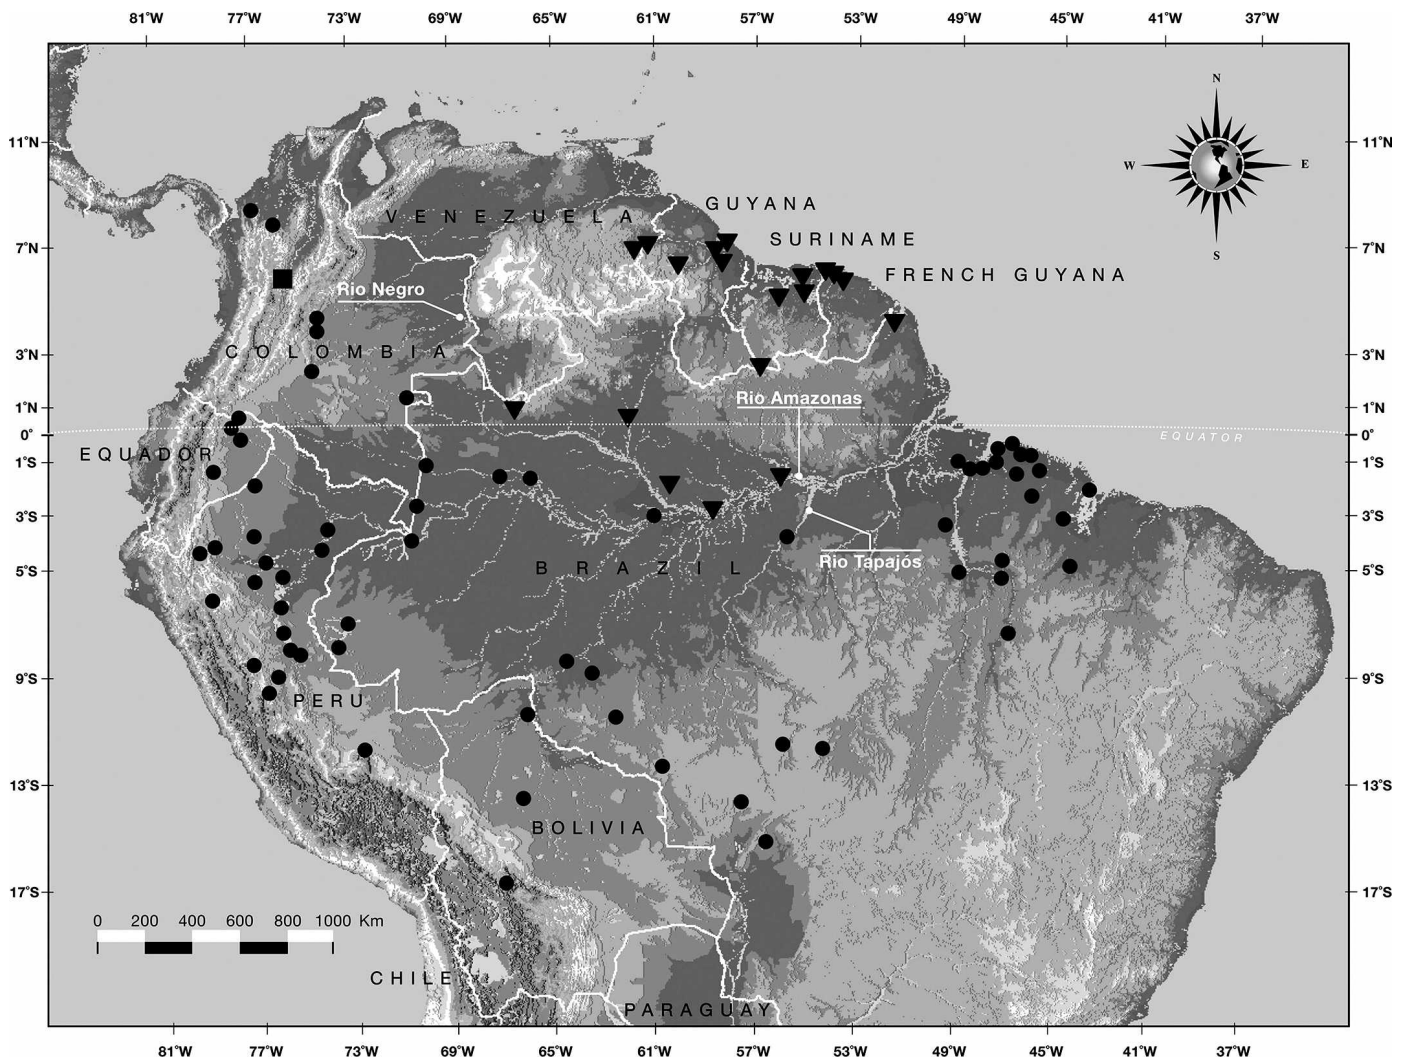 81°W 77°W 73°W 69°W 65°W 61°W 57°W 53°W 49°W 45°W 41°W 37°W
N
W E
S
11°N 11°N
GUYANA
VENEZUELA
SURINAME
7°N 7°N
FRENCH GUYANA
Rio Negro
COLOMBIA
3°N 3°N
Rio Amazonas
1°N 1°N
0° 0°
EQUATOR
EQUADOR
1°S 1°S
3°S 3°S
Rio Tapajós
BRAZIL
5°S 5°S
9°S 9°S
PERU
13°S 13°S
BOLIVIA
17°S 17°S
0 200 400 600 800 1000 Km
CHILE
PARAGUAY
81°W 77°W 73°W 69°W 65°W 61°W 57°W 53°W 49°W 45°W 41°W 37°W